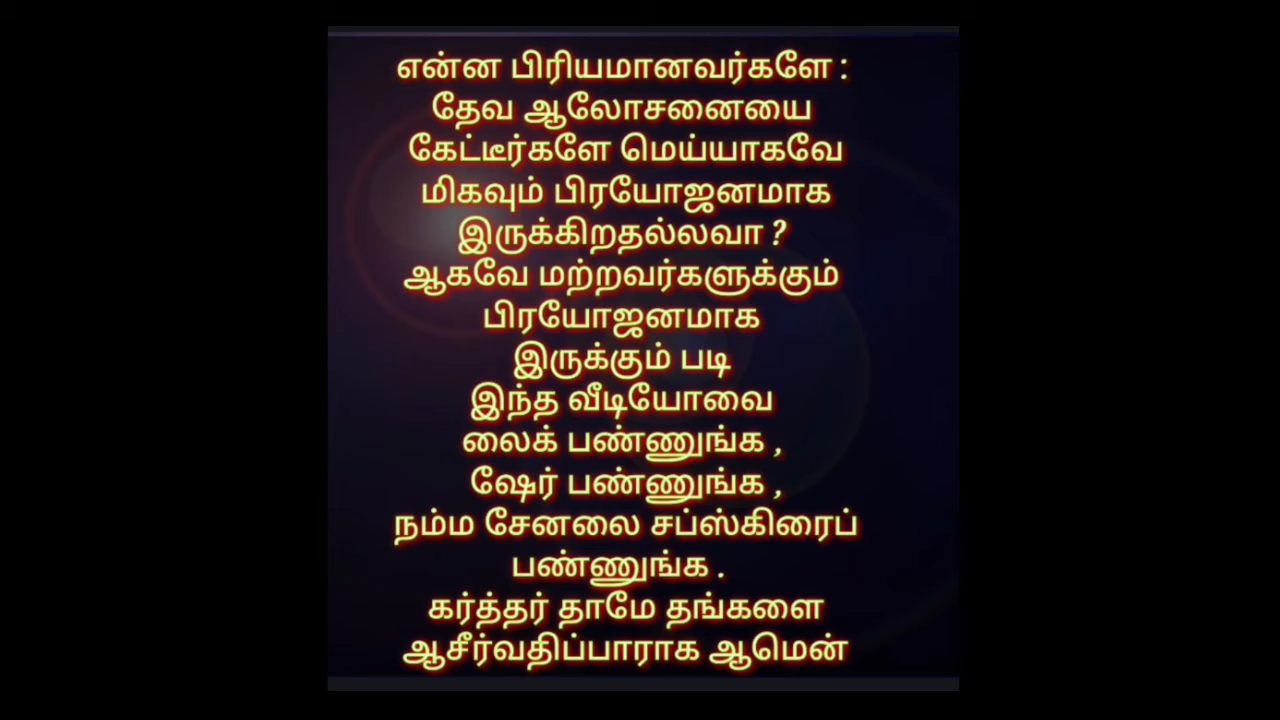 என்ன பிரியமானவர்களே :
தேவ ஆலோசனையை
கேட்டீர்களே மெய்யாகவே
மிகவும் பிரயோஜனமாக
இருக்கிறதல்லவா ?
ஆகவே மற்றவர்களுக்கும்
பிரயோஜனமாக
இருக்கும் படி
இந்த வீடியோவை
லைக் பண்ணுங்க ,
ஷேர் பண்ணுங்க ,
நம்ம சேனலை சப்ஸ்கிரைப்
பண்ணுங்க .
கர்த்தர் தாமே தங்களை
ஆசீர்வதிப்பாராக ஆமென்